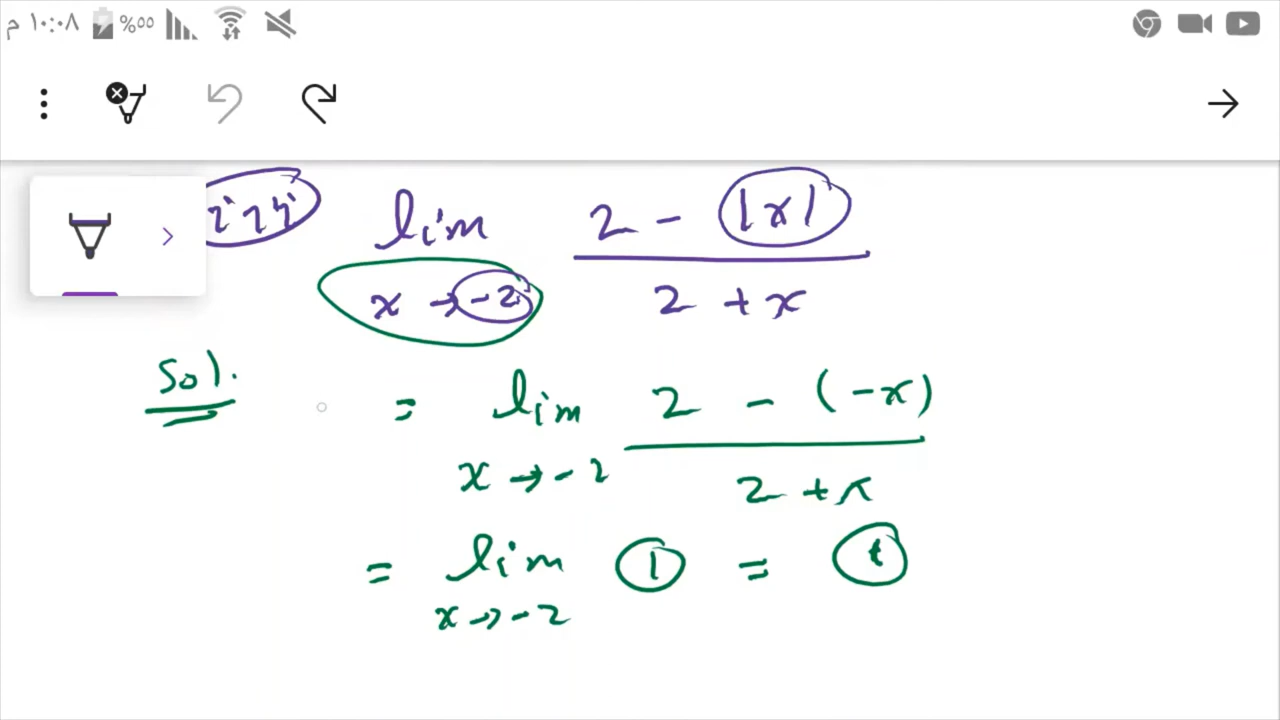 ١٠:٠٨ م %٥٥
lim 2 - |x|
x → -2 2 + x
Sol.
= lim 2 - (-x)
x → -2 2 + x
= lim 1 = 1
x → -2